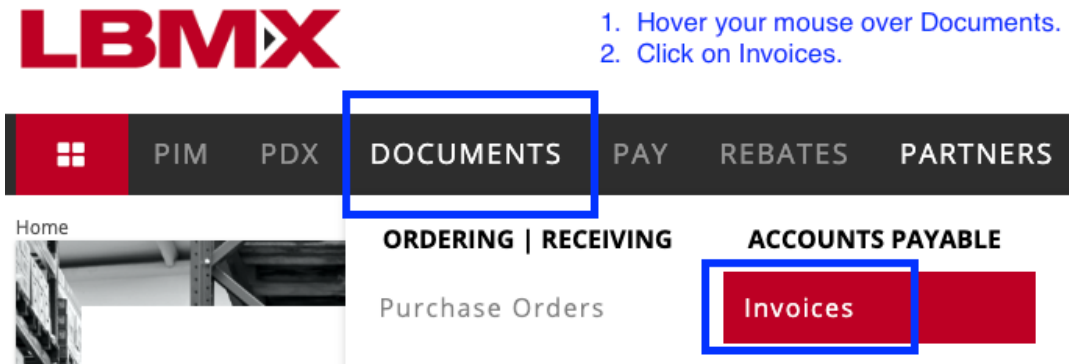 LBMX
1. Hover your mouse over Documents.
2. Click on Invoices.
PIM PDX DOCUMENTS PAY REBATES PARTNERS
Home
ORDERING | RECEIVING ACCOUNTS PAYABLE
Purchase Orders Invoices